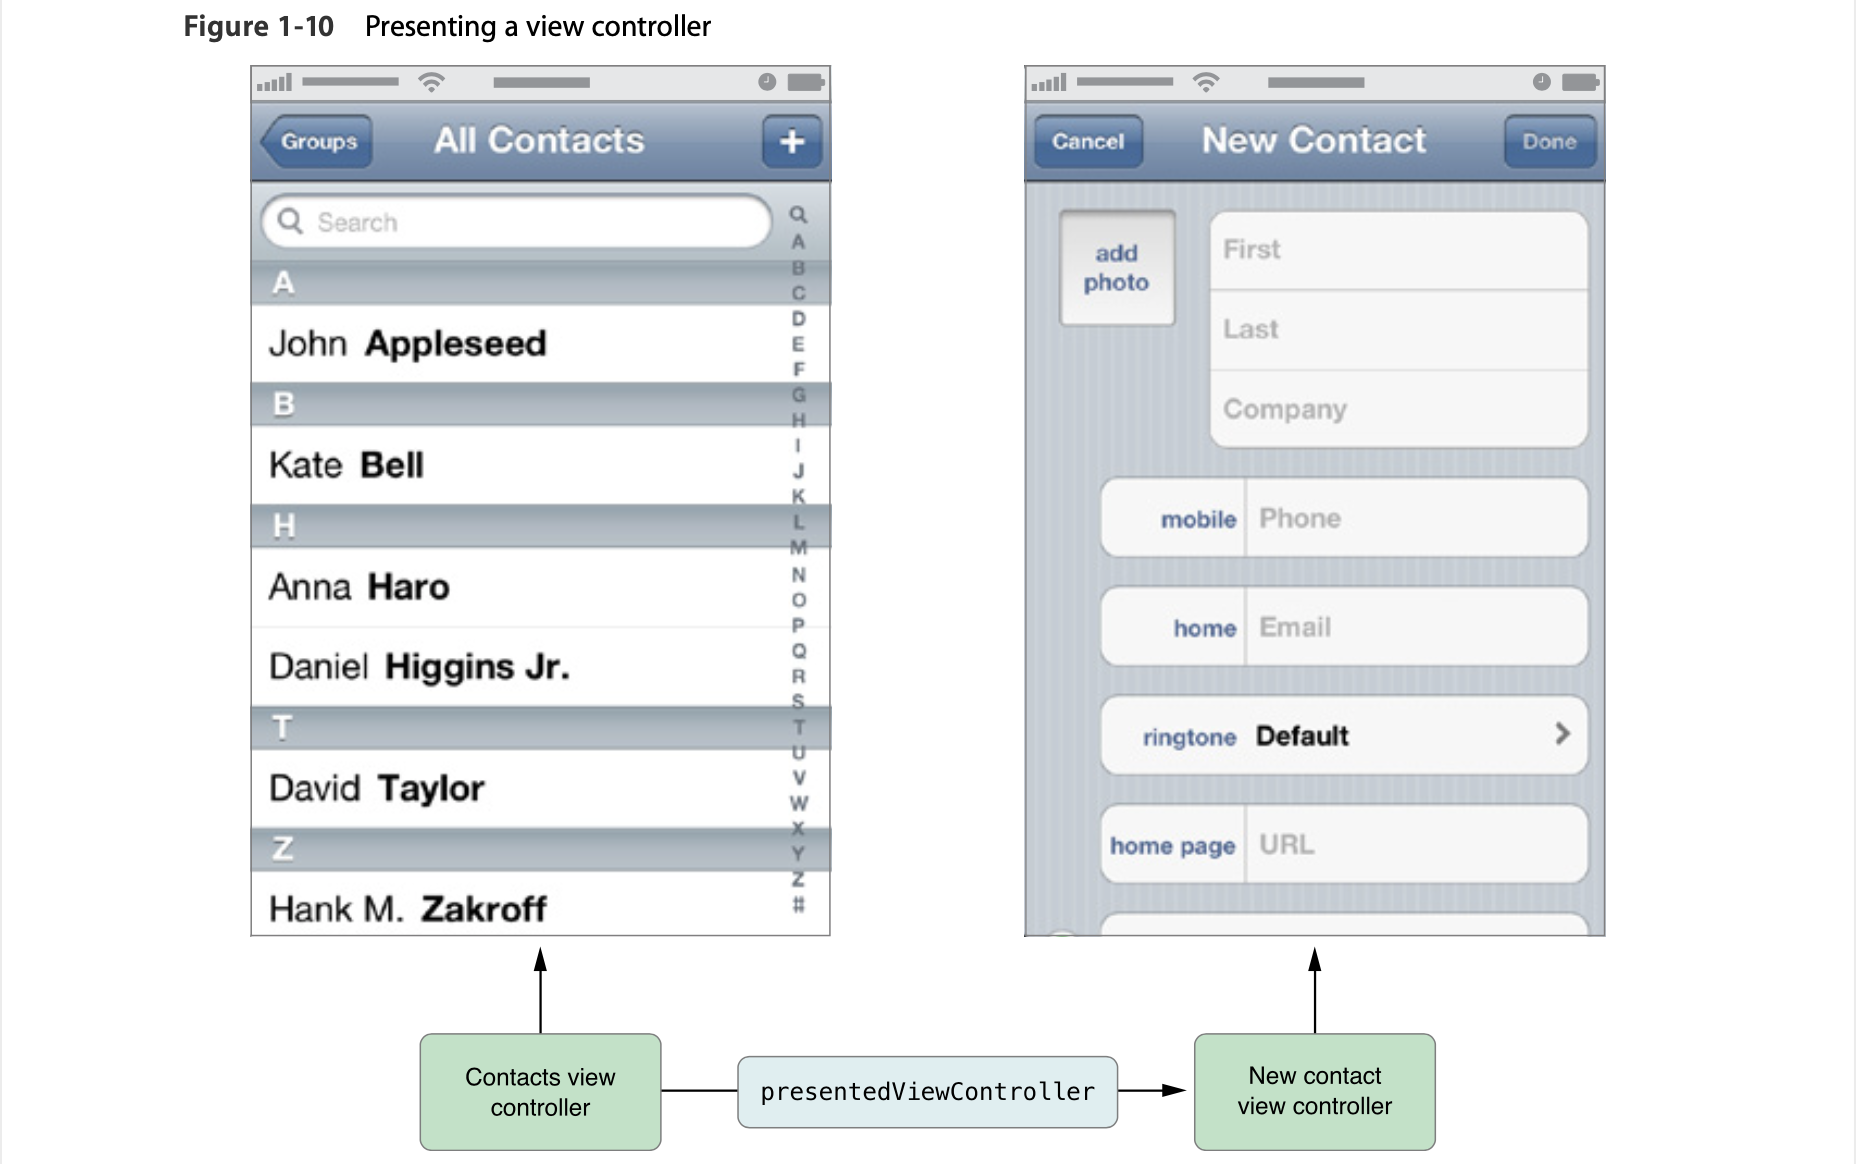 Figure 1-10 Presenting a view controller
Groups All Contacts +
Search
Q
A
B
C
D
E
F
G
H
I
J
K
L
M
N
O
P
Q
R
S
T
U
V
W
X
Y
Z
#
A
John Appleseed
B
Kate Bell
H
Anna Haro
Daniel Higgins Jr.
T
David Taylor
Z
Hank M. Zakroff
Cancel New Contact Done
add
photo
First
Last
Company
mobile Phone
home Email
ringtone Default
home page URL
Contacts view
controller
presentedViewController
New contact
view controller